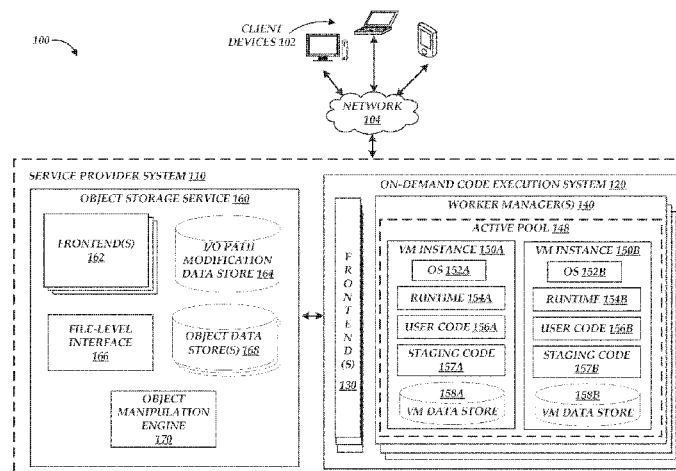 100
CLIENT
DEVICES 102
NETWORK
104
SERVICE PROVIDER SYSTEM 110
OBJECT STORAGE SERVICE 160
FRONTEND(S)
162
I/O PATH
MODIFICATION
DATA STORE 164
FILE-LEVEL
INTERFACE
166
OBJECT DATA
STORE(S) 168
OBJECT
MANIPULATION
ENGINE
170
ON-DEMAND CODE EXECUTION SYSTEM 120
FRONTEND(S)
130
WORKER MANAGER(S) 140
ACTIVE POOL 148
VM INSTANCE 150A
OS 152A
RUNTIME 154A
USER CODE 156A
STAGING CODE
157A
158A
VM DATA STORE
VM INSTANCE 150B
OS 152B
RUNTIME 154B
USER CODE 156B
STAGING CODE
157B
158B
VM DATA STORE